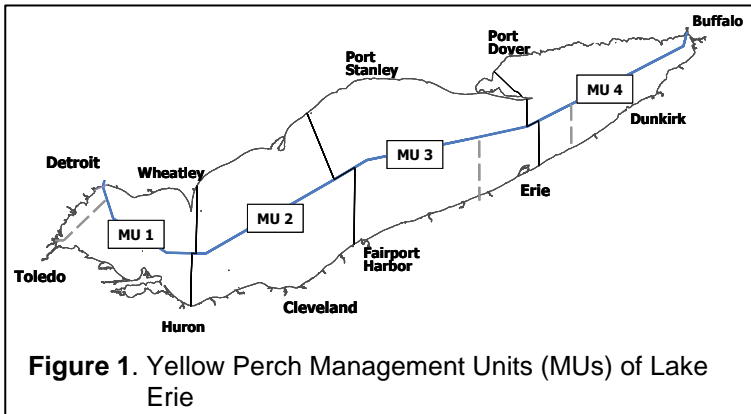 Buffalo
Port
Dover
Port
Stanley
MU 4
Dunkirk
MU 3
Detroit
Wheatley
Erie
MU 2
MU 1
Fairport
Harbor
Toledo
Cleveland
Huron
Figure 1. Yellow Perch Management Units (MUs) of Lake
Erie